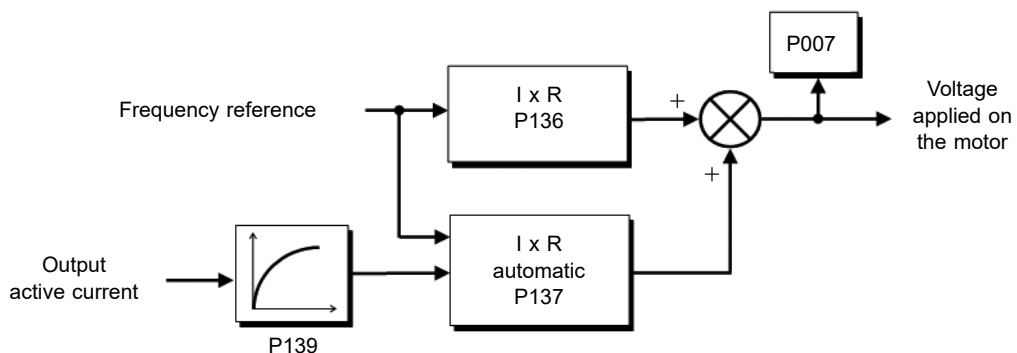 P007
Frequency reference
I x R
P136
+
Voltage
applied on
the motor
+
I x R
automatic
P137
Output
active current
P139